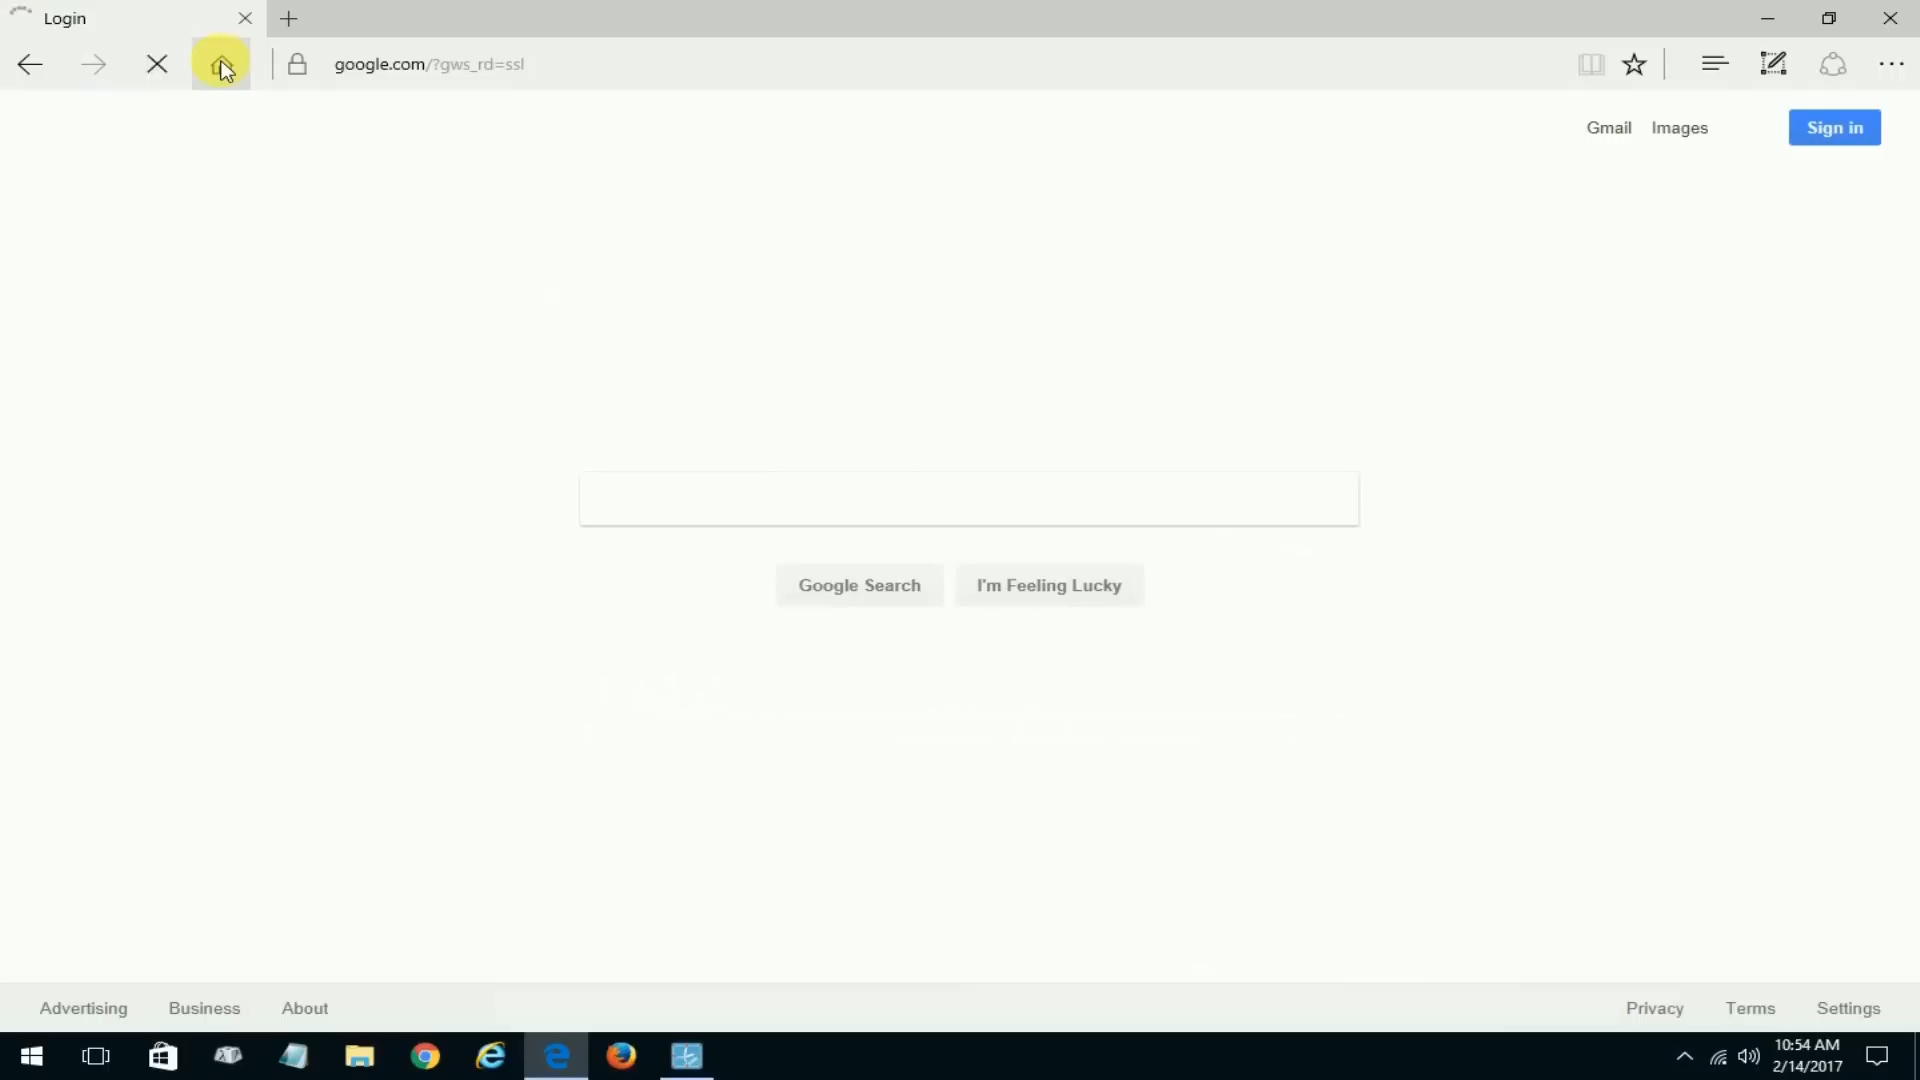 Login
google.com/?gws_rd=ssl
Gmail Images Sign in
Google Search I'm Feeling Lucky
Advertising Business About Privacy Terms Settings
10:54 AM
2/14/2017